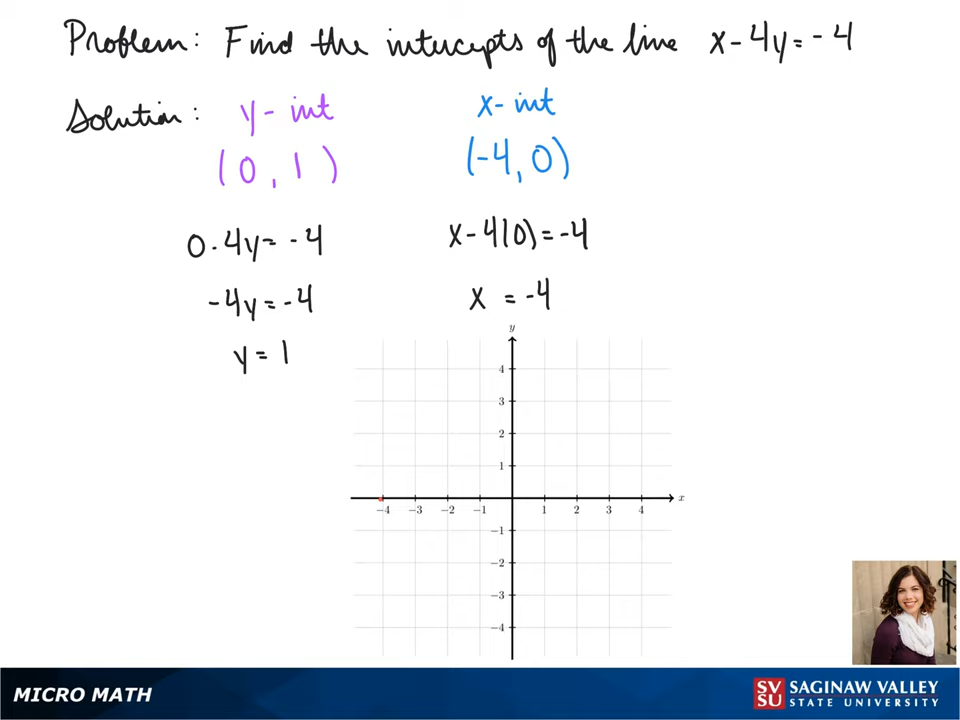 Problem: Find the intercepts of the line x - 4y = -4
Solution: y - int x - int
(0, 1) (-4, 0)
0 - 4y = -4 x - 4(0) = -4
-4y = -4 x = -4
y = 1
y
4
3
2
1
x
−4 −3 −2 −1 1 2 3 4
−1
−2
−3
−4
MICRO MATH
SV SU SAGINAW VALLEY
STATE UNIVERSITY